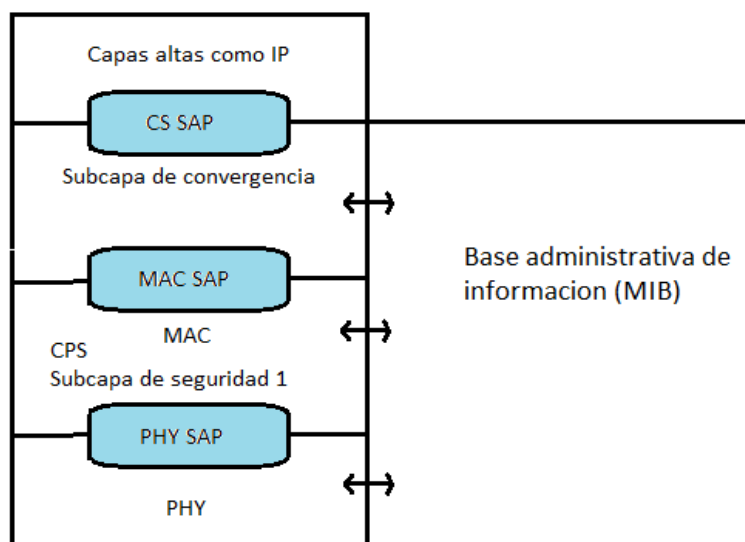 Capas altas como IP
CS SAP
Subcapa de convergencia
MAC SAP
Base administrativa de
informacion (MIB)
MAC
CPS
Subcapa de seguridad 1
PHY SAP
PHY